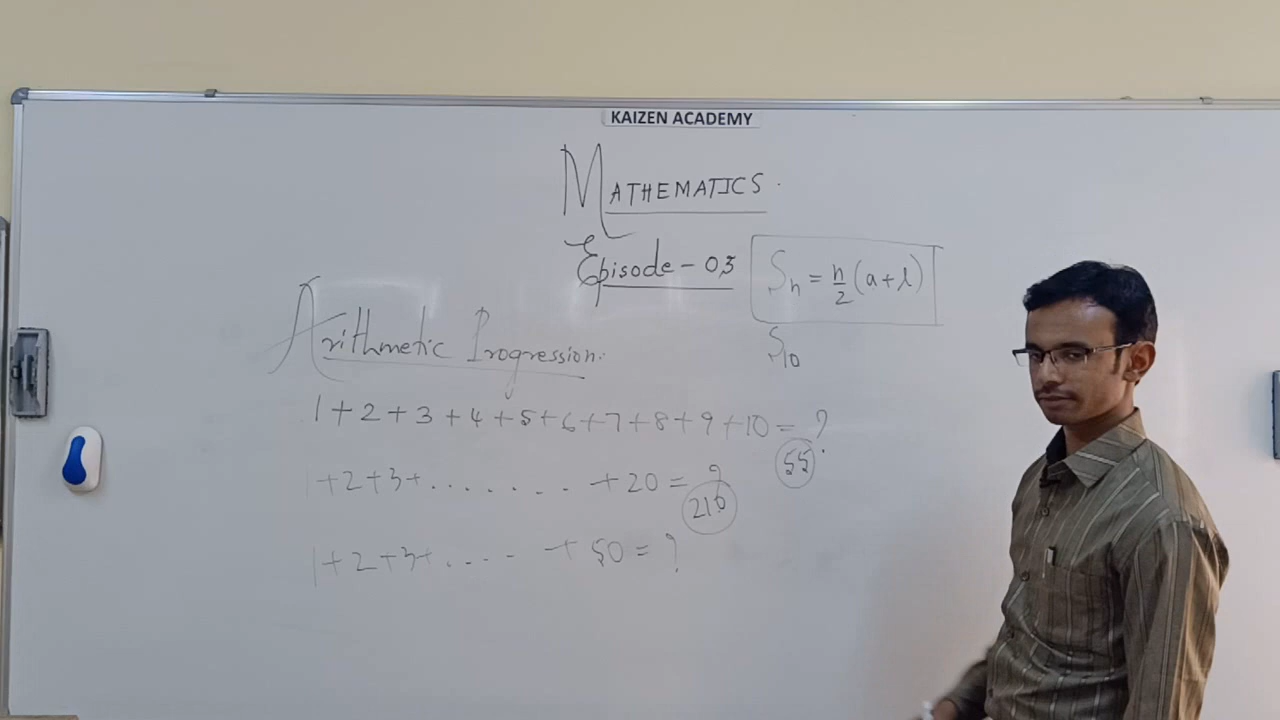 KAIZEN ACADEMY
MATHEMATICS.
Episode - 03
Sn = n/2 (a+l)
S10
Arithmetic Progression.
1+2+3+4+5+6+7+8+9+10 = ?
55
1+2+3+....... +20 = ?
210
1+2+3+.... + 50 = ?